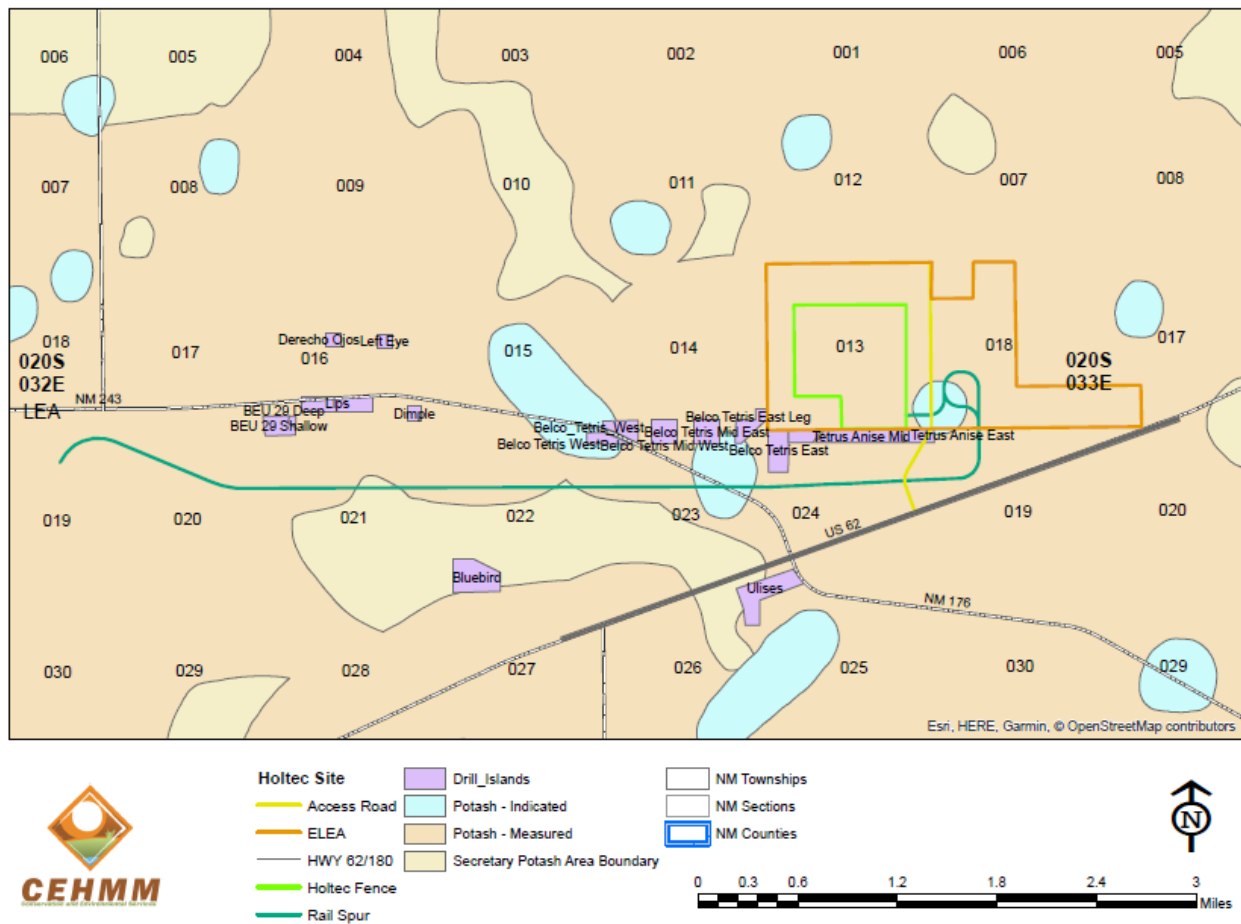 006 005 004 003 002 001 006 005
007 008 009 010 011 012 007 008
018 017 016 015 014 013 018 017
020S
032E
LEA
020S
033E
Derecho Ojos Left Eye
NM 243
BEU 29 Deep Lips
BEU 29 Shallow
Dimple
Belco_Tetris_West
Belco Tetris West
Belco Tetris Mid West
Belco Tetris Mid East
Belco Tetris East Leg
Belco Tetris East
Tetrus Anise Mid
Tetrus Anise East
019 020 021 022 023 024 019 020
US 62
Bluebird
Ulises
NM 176
030 029 028 027 026 025 030 029
Esri, HERE, Garmin, © OpenStreetMap contributors
CEHMM
Holtec Site
Access Road
ELEA
HWY 62/180
Holtec Fence
Rail Spur
Drill_Islands
Potash - Indicated
Potash - Measured
Secretary Potash Area Boundary
NM Townships
NM Sections
NM Counties
N
0 0.3 0.6 1.2 1.8 2.4 3
Miles